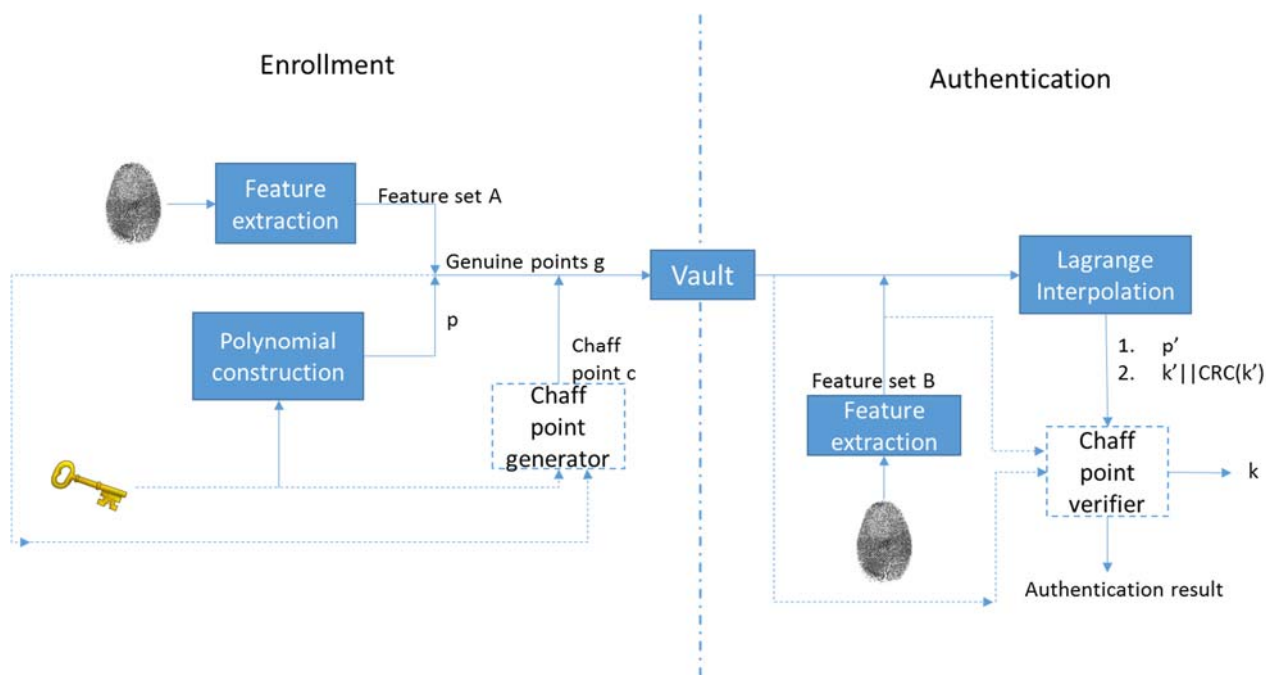 Enrollment
Authentication
Feature
extraction
Feature set A
Genuine points g
Vault
Lagrange
Interpolation
Polynomial
construction
p
Chaff
point c
Chaff
point
generator
1. p’
2. k’||CRC(k’)
Feature set B
Feature
extraction
Chaff
point
verifier
k
Authentication result